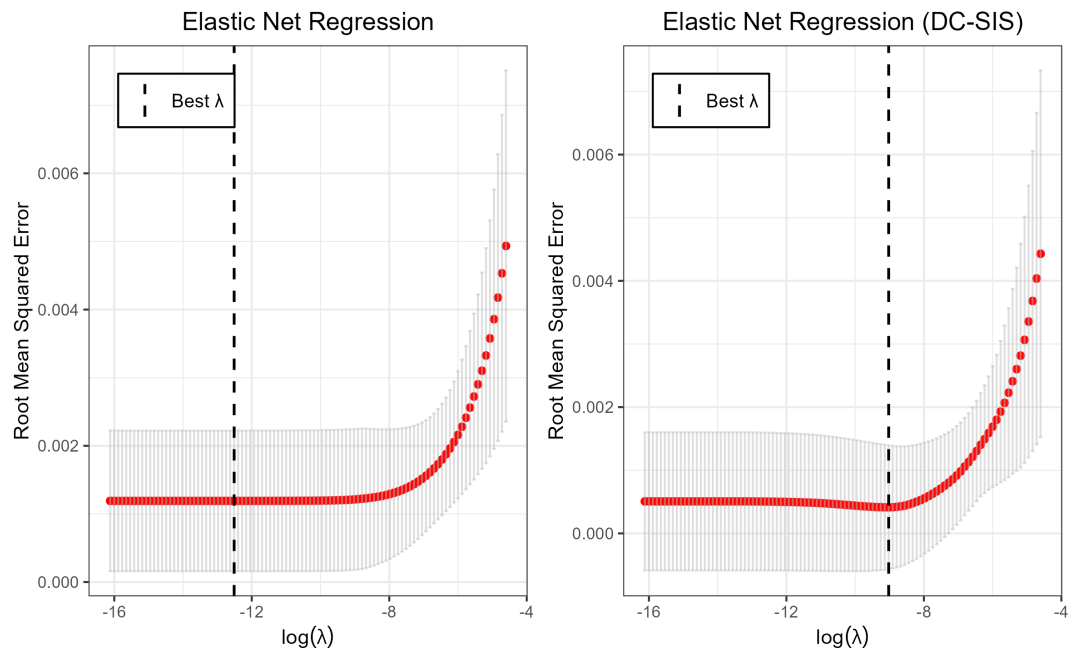 Elastic Net Regression
Best λ
Root Mean Squared Error
0.006
0.004
0.002
0.000
-16
-12
-8
-4
log(λ)
Elastic Net Regression (DC-SIS)
Best λ
Root Mean Squared Error
0.006
0.004
0.002
0.000
-16
-12
-8
-4
log(λ)